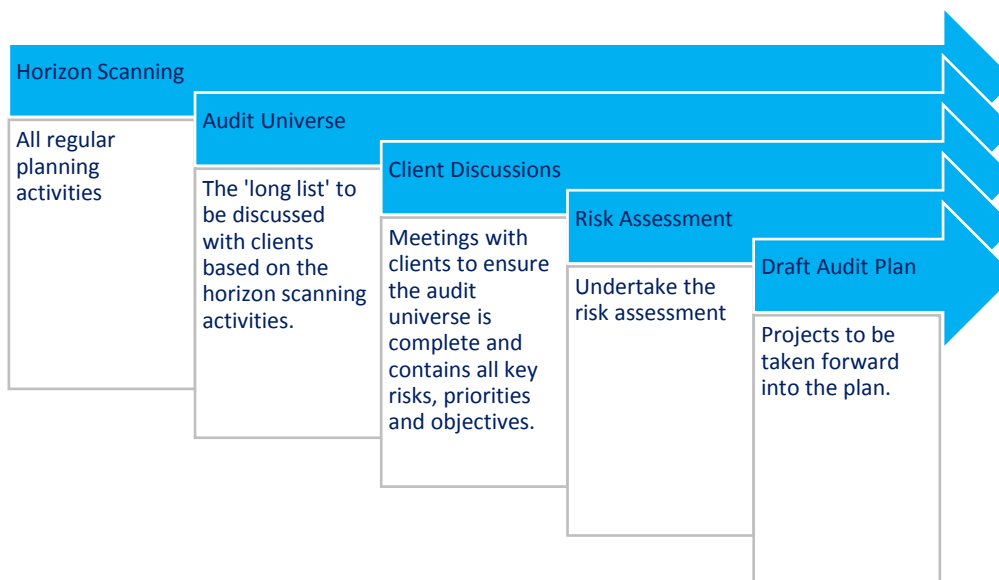 Horizon Scanning
All regular
planning
activities
Audit Universe
The 'long list' to
be discussed
with clients
based on the
horizon scanning
activities.
Client Discussions
Meetings with
clients to ensure
the audit
universe is
complete and
contains all key
risks, priorities
and objectives.
Risk Assessment
Undertake the
risk assessment
Draft Audit Plan
Projects to be
taken forward
into the plan.